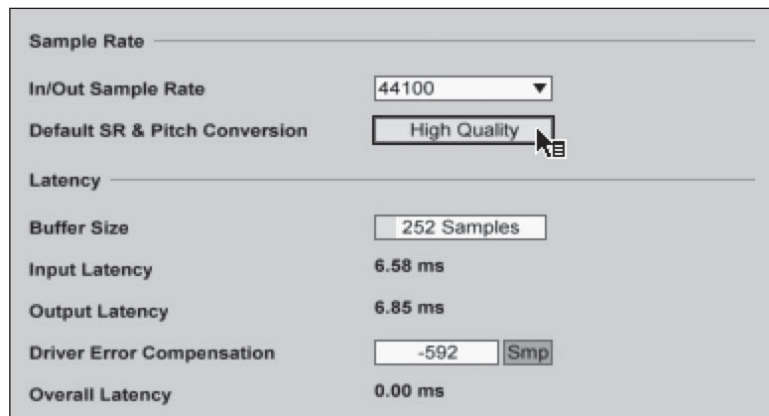 Sample Rate
In/Out Sample Rate 44100
Default SR & Pitch Conversion High Quality
Latency
Buffer Size 252 Samples
Input Latency 6.58 ms
Output Latency 6.85 ms
Driver Error Compensation -592 Smp
Overall Latency 0.00 ms